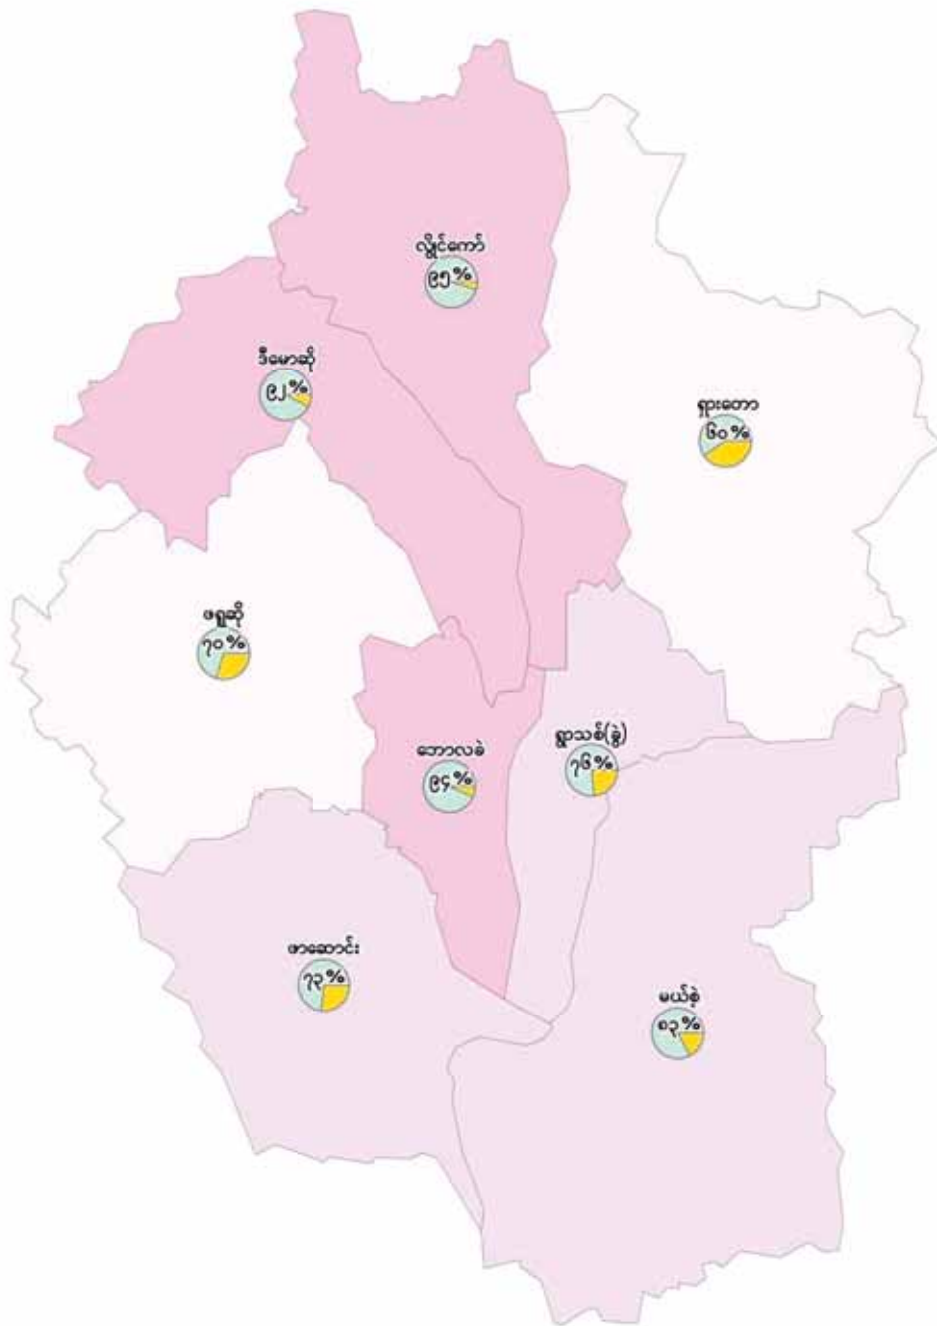 လွိုင်ကော်
၉၅%
ဒီမောဆို
၉၂%
ရှားတော
၆၀%
ဖရူဆို
၇၀%
ဘောလခဲ
၉၄%
ရွာသစ်(ခွဲ)
၇၆%
ဖာဆောင်း
၇၃%
မယ်စဲ့
၈၃%